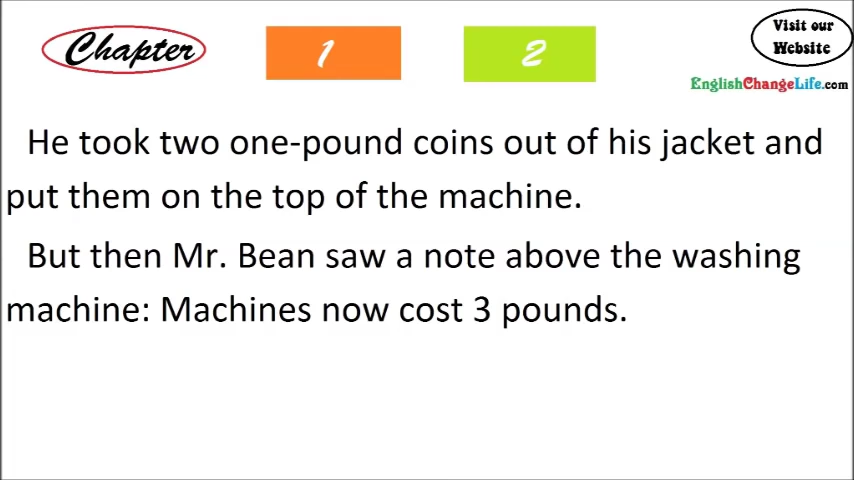 Chapter 1 2
Visit our
Website
EnglishChangeLife.com
He took two one-pound coins out of his jacket and
put them on the top of the machine.
But then Mr. Bean saw a note above the washing
machine: Machines now cost 3 pounds.